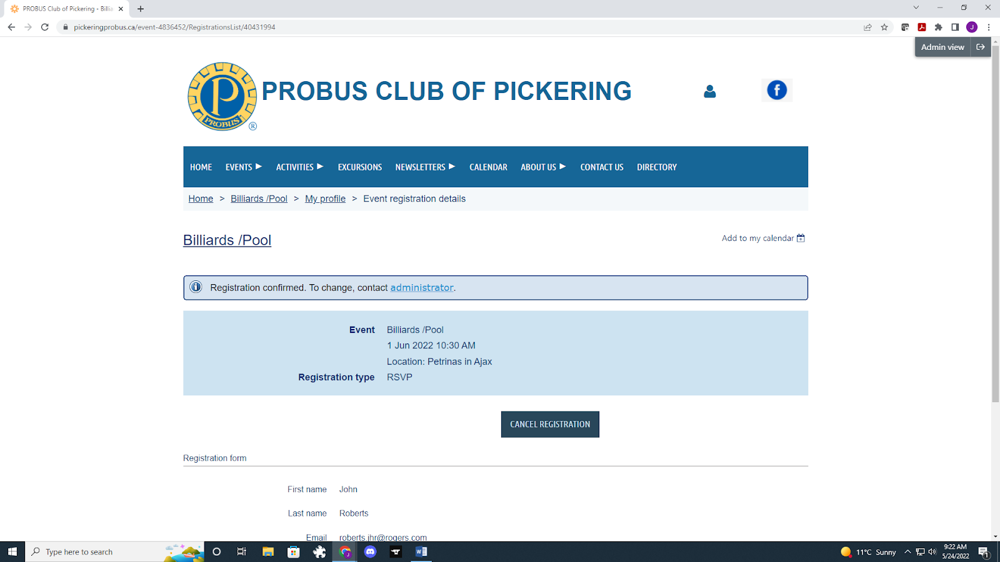 PROBUS Club of Pickering - Billia
pickeringprobus.ca/event-4836452/RegistrationsList/40431994
J
Admin view
P
PROBUS
®
PROBUS CLUB OF PICKERING
f
HOME EVENTS ACTIVITIES EXCURSIONS NEWSLETTERS CALENDAR ABOUT US CONTACT US DIRECTORY
Home > Billiards /Pool > My profile > Event registration details
Billiards /Pool
Add to my calendar
Registration confirmed. To change, contact administrator.
Event Billiards /Pool
1 Jun 2022 10:30 AM
Location: Petrinas in Ajax
Registration type RSVP
CANCEL REGISTRATION
Registration form
First name John
Last name Roberts
Email roberts.jhr@rogers.com
Type here to search
11°C Sunny
9:22 AM
5/24/2022
1